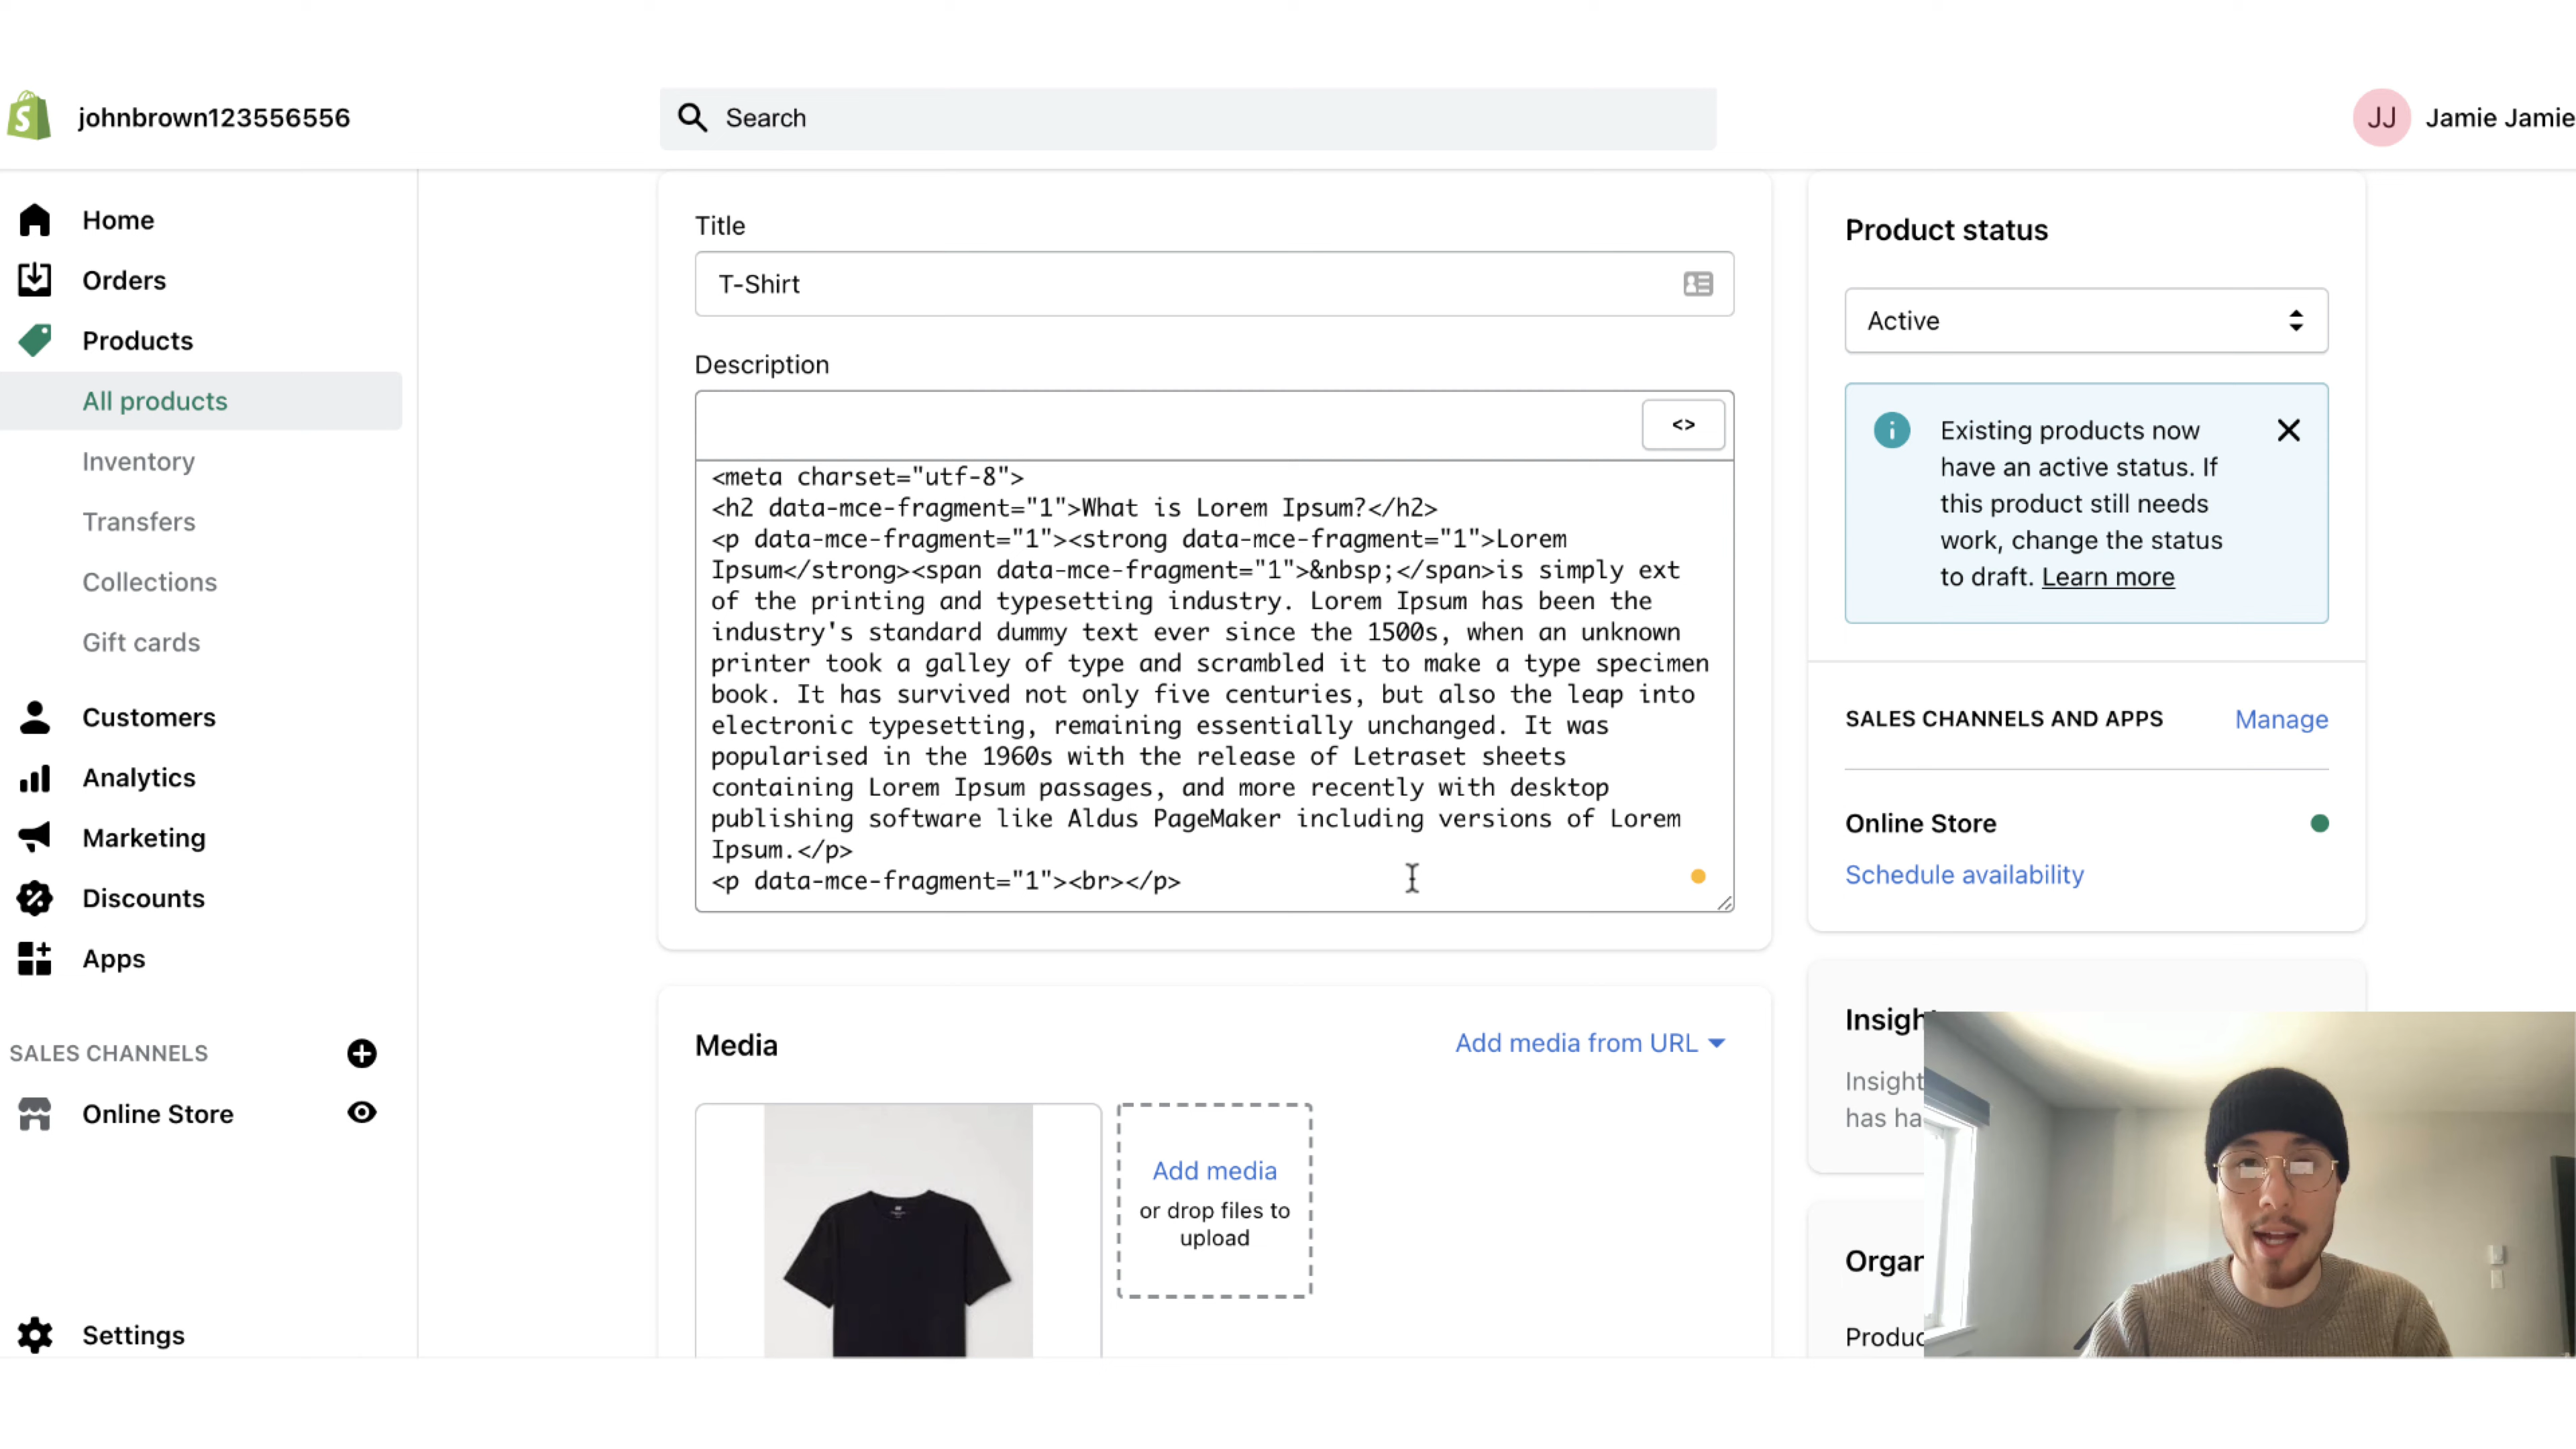 johnbrown123556556
Search
JJ
Jamie Jamie
Home
Orders
Products
All products
Inventory
Transfers
Collections
Gift cards
Customers
Analytics
Marketing
Discounts
Apps
SALES CHANNELS
Online Store
Settings
Title
T-Shirt
Description
<>
<meta charset="utf-8">
<h2 data-mce-fragment="1">What is Lorem Ipsum?</h2>
<p data-mce-fragment="1"><strong data-mce-fragment="1">Lorem
Ipsum</strong><span data-mce-fragment="1">&nbsp;</span>is simply ext
of the printing and typesetting industry. Lorem Ipsum has been the
industry's standard dummy text ever since the 1500s, when an unknown
printer took a galley of type and scrambled it to make a type specimen
book. It has survived not only five centuries, but also the leap into
electronic typesetting, remaining essentially unchanged. It was
popularised in the 1960s with the release of Letraset sheets
containing Lorem Ipsum passages, and more recently with desktop
publishing software like Aldus PageMaker including versions of Lorem
Ipsum.</p>
<p data-mce-fragment="1"><br></p>
Media
Add media from URL
Add media
or drop files to
upload
Product status
Active
Existing products now
have an active status. If
this product still needs
work, change the status
to draft. Learn more
SALES CHANNELS AND APPS
Manage
Online Store
Schedule availability
Insigh
Insight
has ha
Organ
Produc